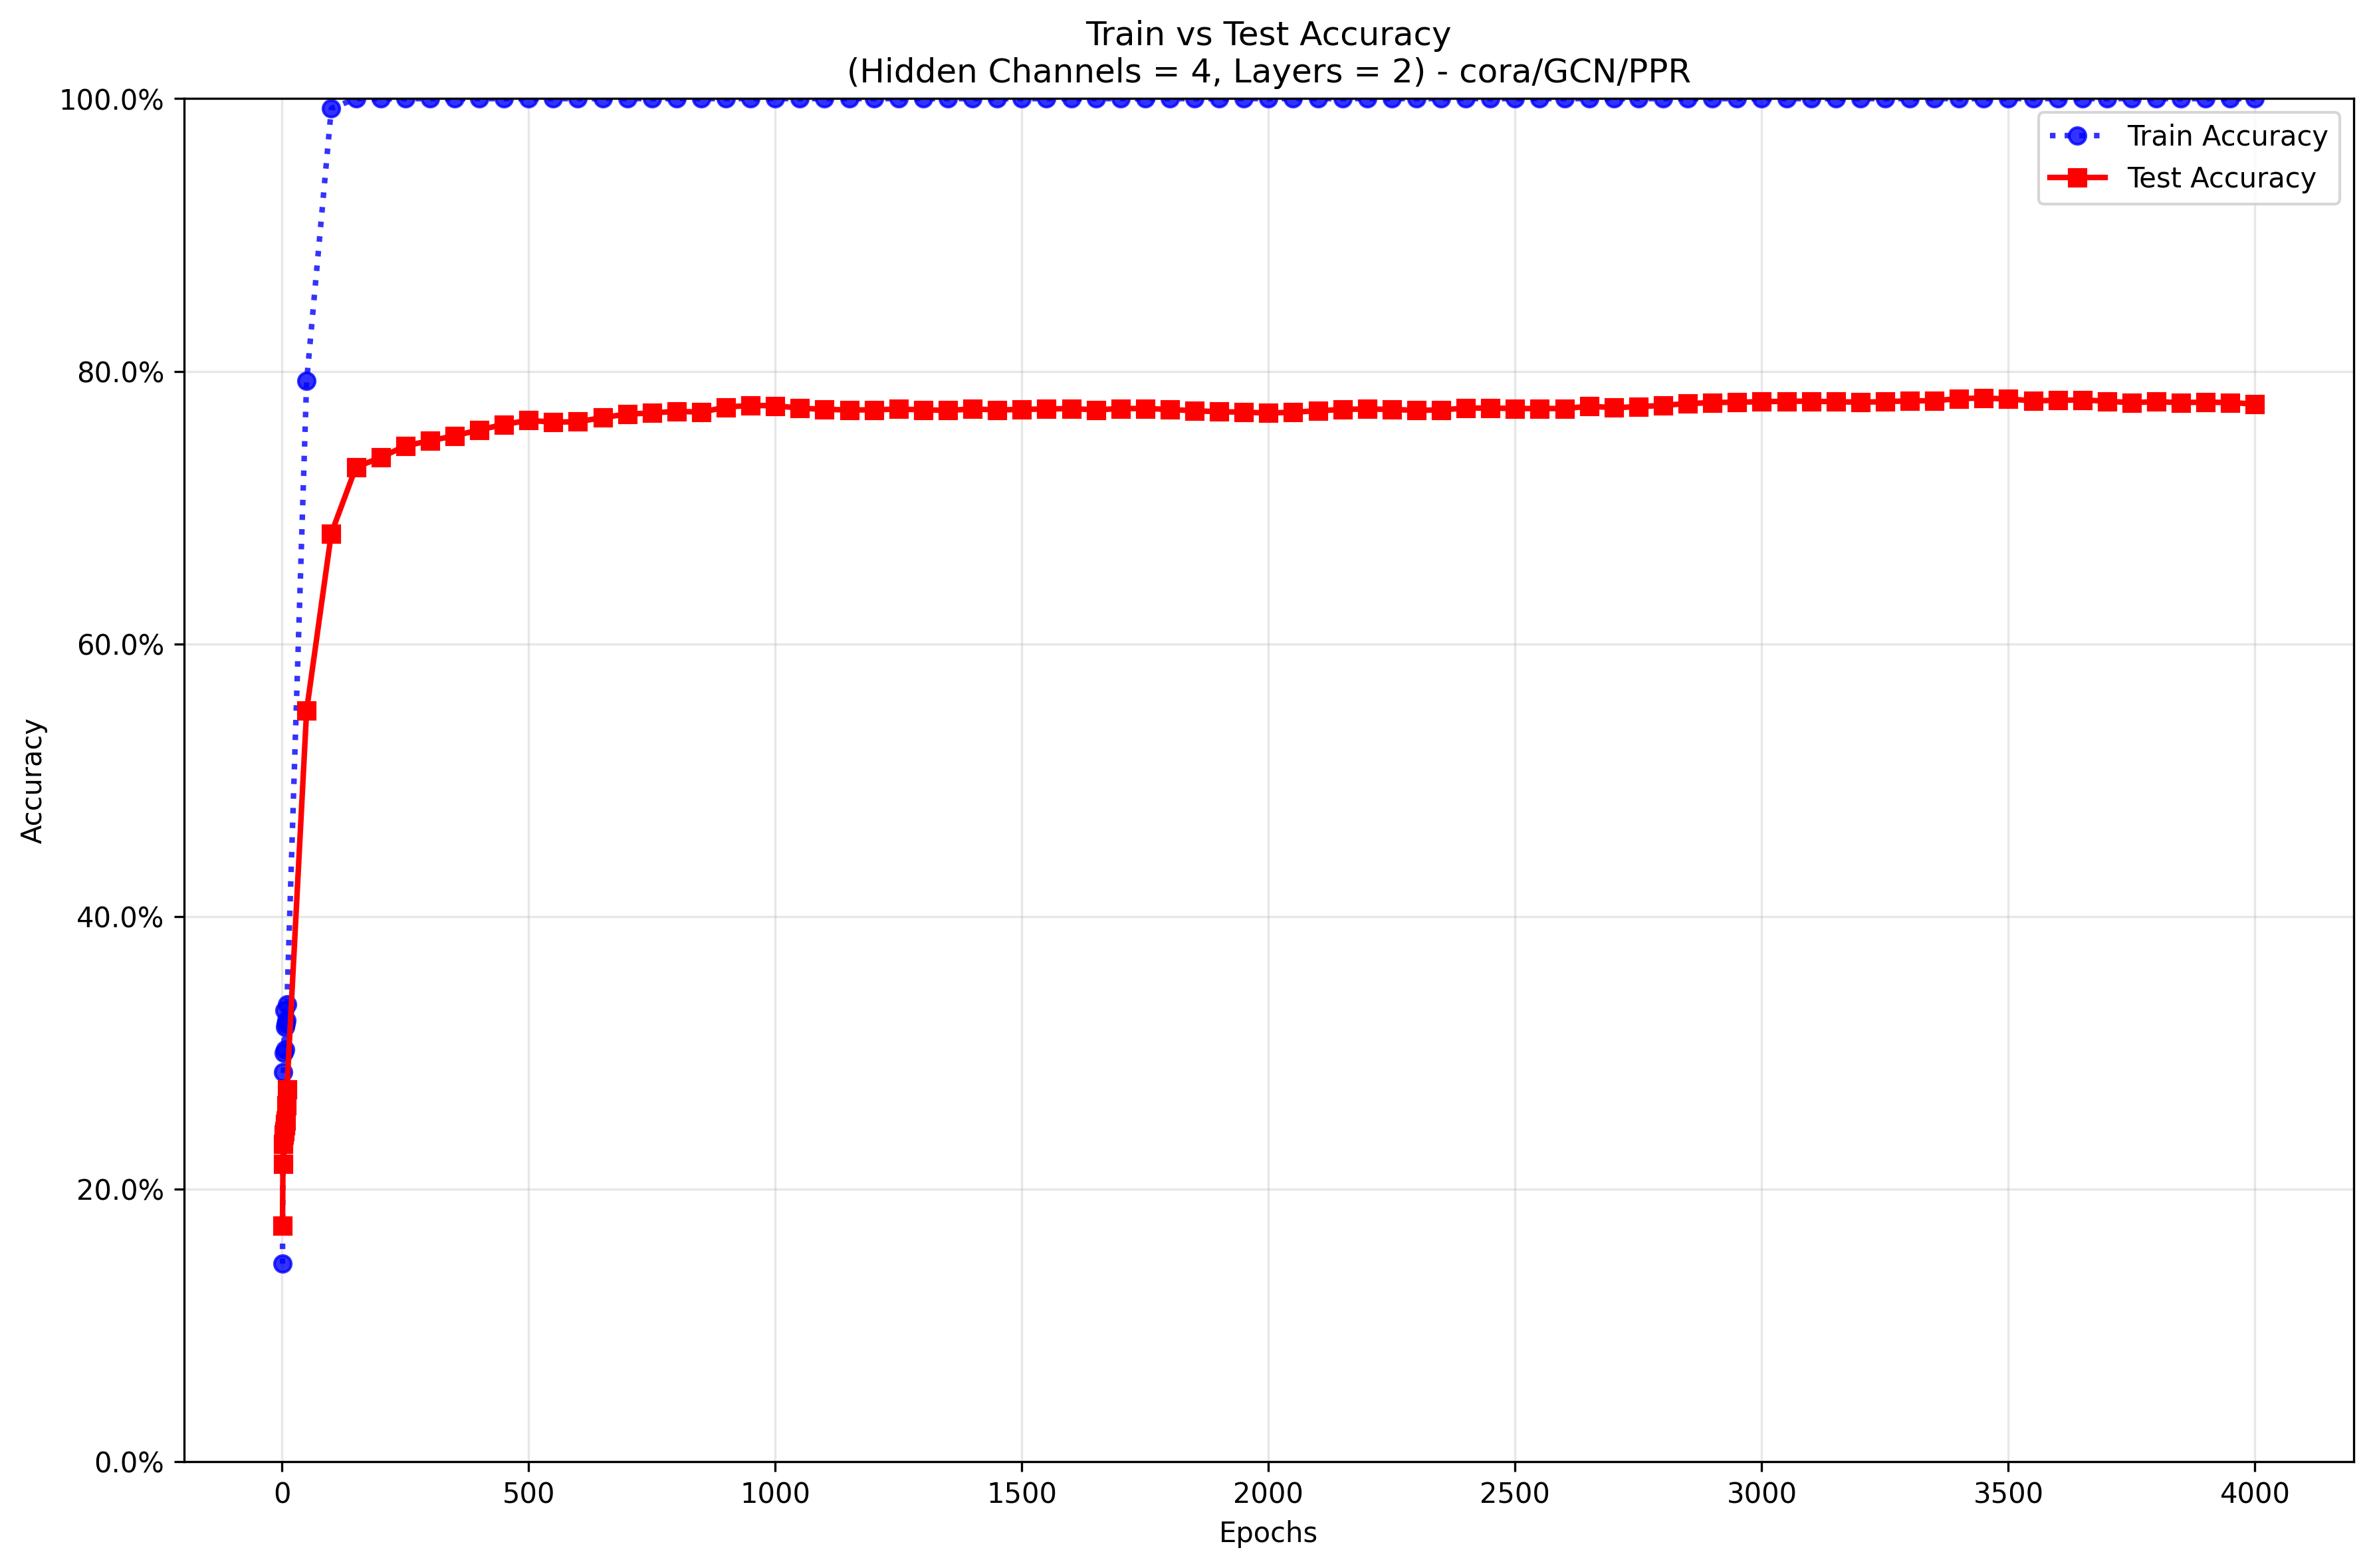 Train vs Test Accuracy
(Hidden Channels = 4, Layers = 2) - cora/GCN/PPR
100.0%
80.0%
60.0%
40.0%
20.0%
0.0%
Accuracy
Train Accuracy
Test Accuracy
0 500 1000 1500 2000 2500 3000 3500 4000
Epochs